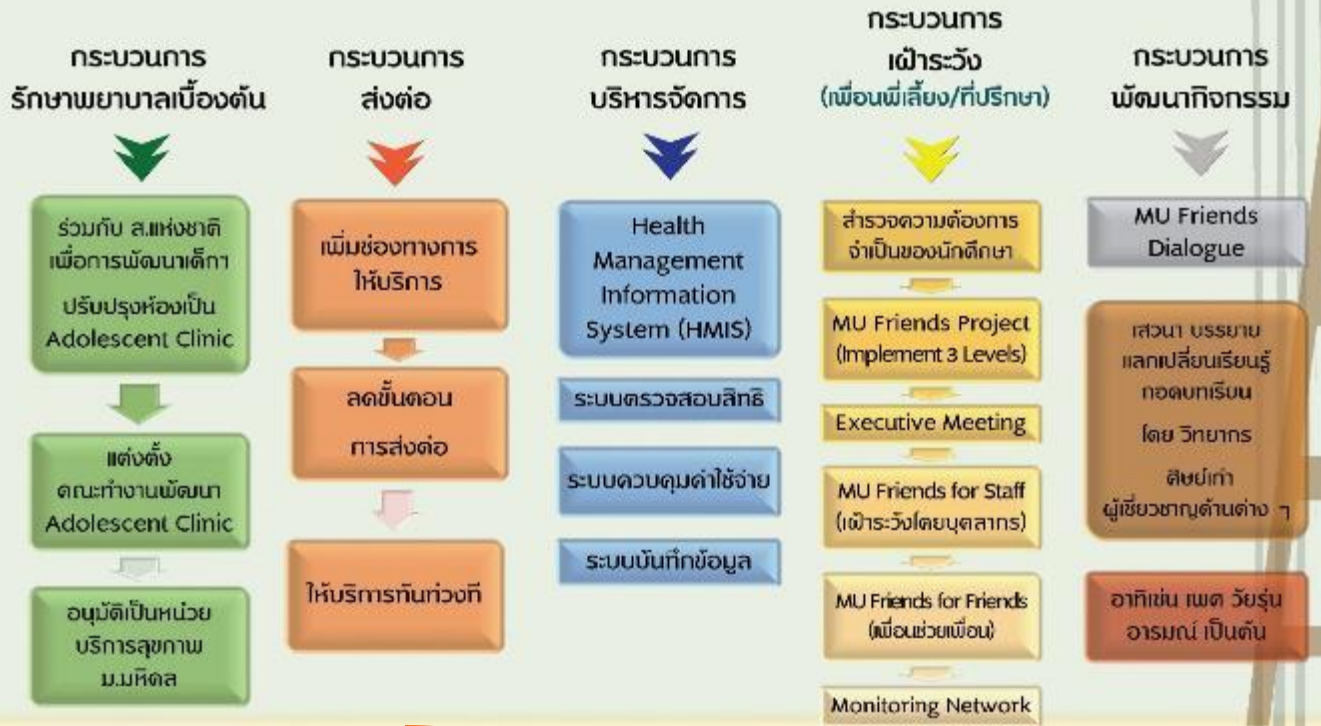 กระบวนการ
รักษาพยาบาลเบื้องต้น
ร่วมกับ ส.แห่งชาติ
เพื่อการพัฒนาเด็กฯ
ปรับปรุงห้องเป็น
Adolescent Clinic
แต่งตั้ง
คณะทำงานพัฒนา
Adolescent Clinic
อนุมัติเป็นหน่วย
บริการสุขภาพ
ม.มหิดล
กระบวนการ
ส่งต่อ
เพิ่มช่องทางการ
ให้บริการ
ลดขั้นตอน
การส่งต่อ
ให้บริการทันท่วงที
กระบวนการ
บริหารจัดการ
Health
Management
Information
System (HMIS)
ระบบตรวจสอบสิทธิ
ระบบควบคุมค่าใช้จ่าย
ระบบบันทึกข้อมูล
กระบวนการ
เฝ้าระวัง
(เพื่อนพี่เลี้ยง/ที่ปรึกษา)
สำรวจความต้องการ
จำเป็นของนักศึกษา
MU Friends Project
(Implement 3 Levels)
Executive Meeting
MU Friends for Staff
(เฝ้าระวังโดยบุคลากร)
MU Friends for Friends
(เพื่อนช่วยเพื่อน)
Monitoring Network
กระบวนการ
พัฒนากิจกรรม
MU Friends
Dialogue
เสวนา บรรยาย
แลกเปลี่ยนเรียนรู้
ถอดบทเรียน
โดย วิทยากร
ศิษย์เก่า
ผู้เชี่ยวชาญด้านต่าง ๆ
อาทิเช่น เพศ วัยรุ่น
อารมณ์ เป็นต้น